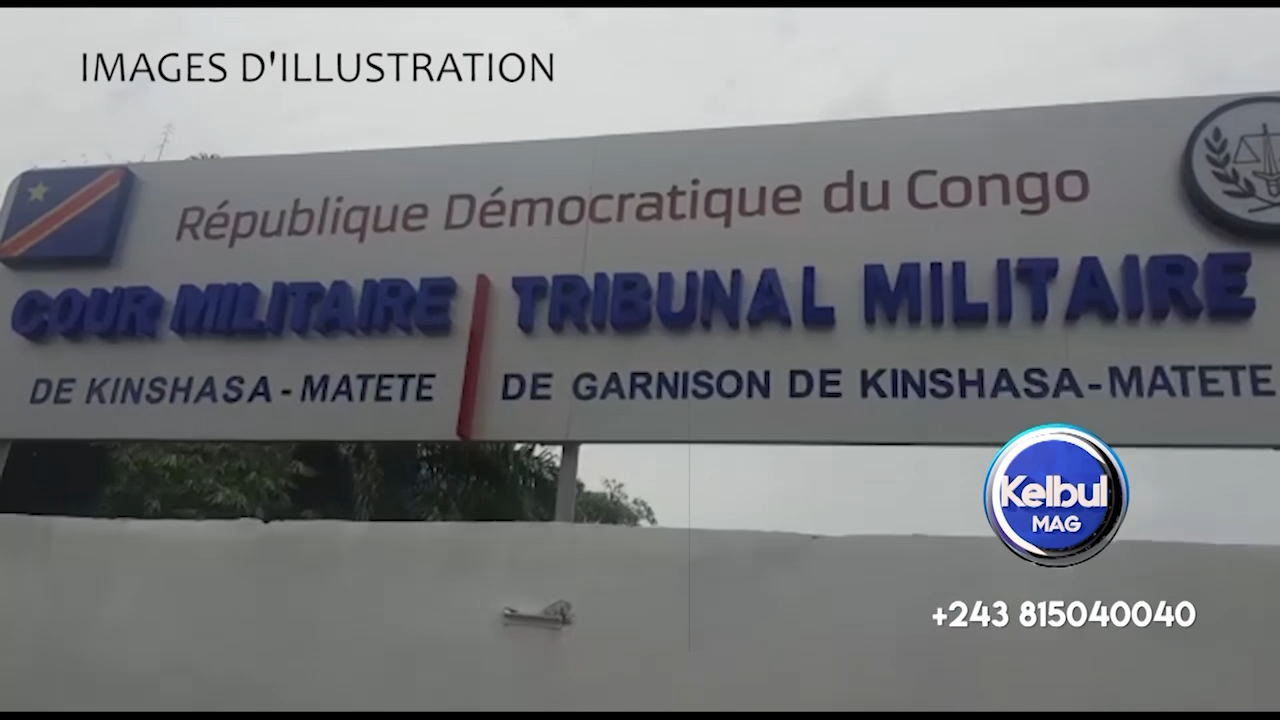 IMAGES D'ILLUSTRATION
République Démocratique du Congo
COUR MILITAIRE | TRIBUNAL MILITAIRE
DE KINSHASA - MATETE DE GARNISON DE KINSHASA-MATETE
Kelbul
MAG
+243 815040040